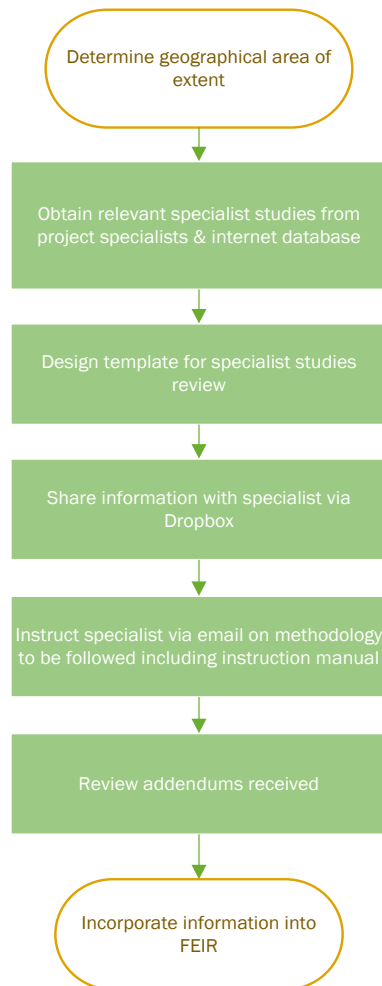 Determine geographical area of
extent
Obtain relevant specialist studies from
project specialists & internet database
Design template for specialist studies
review
Share information with specialist via
Dropbox
Instruct specialist via email on methodology
to be followed including instruction manual
Review addendums received
Incorporate information into
FEIR